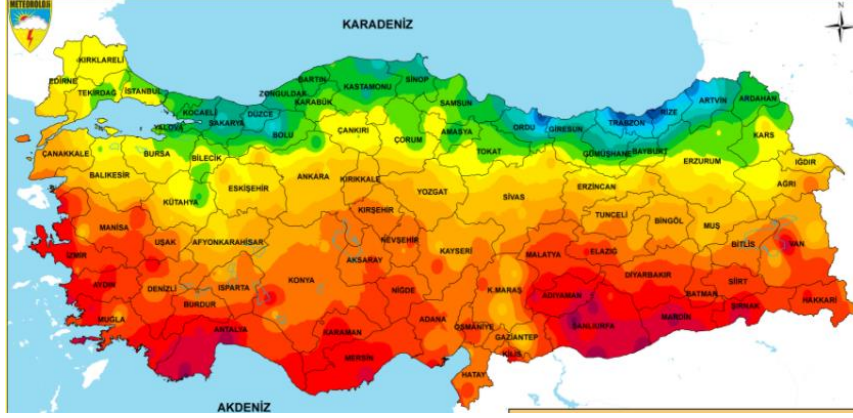 METEOROLOJİ
N
KARADENİZ
KIRKLARELİ
EDİRNE
TEKİRDAĞ
İSTANBUL
KOCAELİ
YALOVA
SAKARYA
DÜZCE
ZONGULDAK
BARTIN
KARABÜK
KASTAMONU
SİNOP
SAMSUN
BOLU
ÇANKIRI
ÇORUM
AMASYA
TOKAT
ORDU
GİRESUN
TRABZON
RİZE
ARTVİN
ARDAHAN
KARS
GÜMÜŞHANE
BAYBURT
ERZURUM
IĞDIR
AĞRI
ÇANAKKALE
BALIKESİR
BURSA
BİLECİK
ESKİŞEHİR
KÜTAHYA
ANKARA
KIRIKKALE
YOZGAT
SİVAS
ERZİNCAN
TUNCELİ
BİNGÖL
MUŞ
BİTLİS
VAN
MANİSA
UŞAK
AFYONKARAHİSAR
KIRŞEHİR
NEVŞEHİR
AKSARAY
KAYSERİ
MALATYA
ELAZIĞ
DİYARBAKIR
İZMİR
AYDIN
DENİZLİ
ISPARTA
BURDUR
KONYA
NİĞDE
K.MARAŞ
ADIYAMAN
BATMAN
SİİRT
ŞIRNAK
HAKKARİ
MUĞLA
ANTALYA
KARAMAN
MERSİN
ADANA
OSMANİYE
GAZİANTEP
KİLİS
ŞANLIURFA
MARDİN
HATAY
AKDENİZ